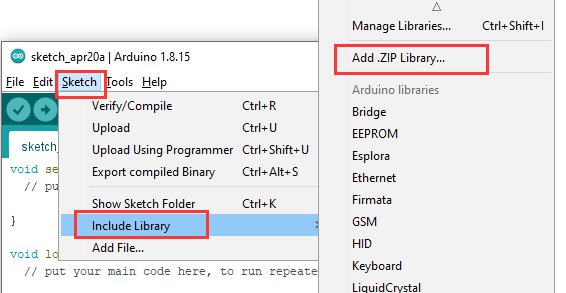 sketch_apr20a | Arduino 1.8.15
File Edit Sketch Tools Help
Verify/Compile Ctrl+R
Upload Ctrl+U
Upload Using Programmer Ctrl+Shift+U
Export compiled Binary Ctrl+Alt+S
Show Sketch Folder Ctrl+K
Include Library
Add File...
sketch_
void se
// pu
}
void lo
// put your main code here, to run repeate
Manage Libraries... Ctrl+Shift+I
Add .ZIP Library...
Arduino libraries
Bridge
EEPROM
Esplora
Ethernet
Firmata
GSM
HID
Keyboard
LiquidCrystal